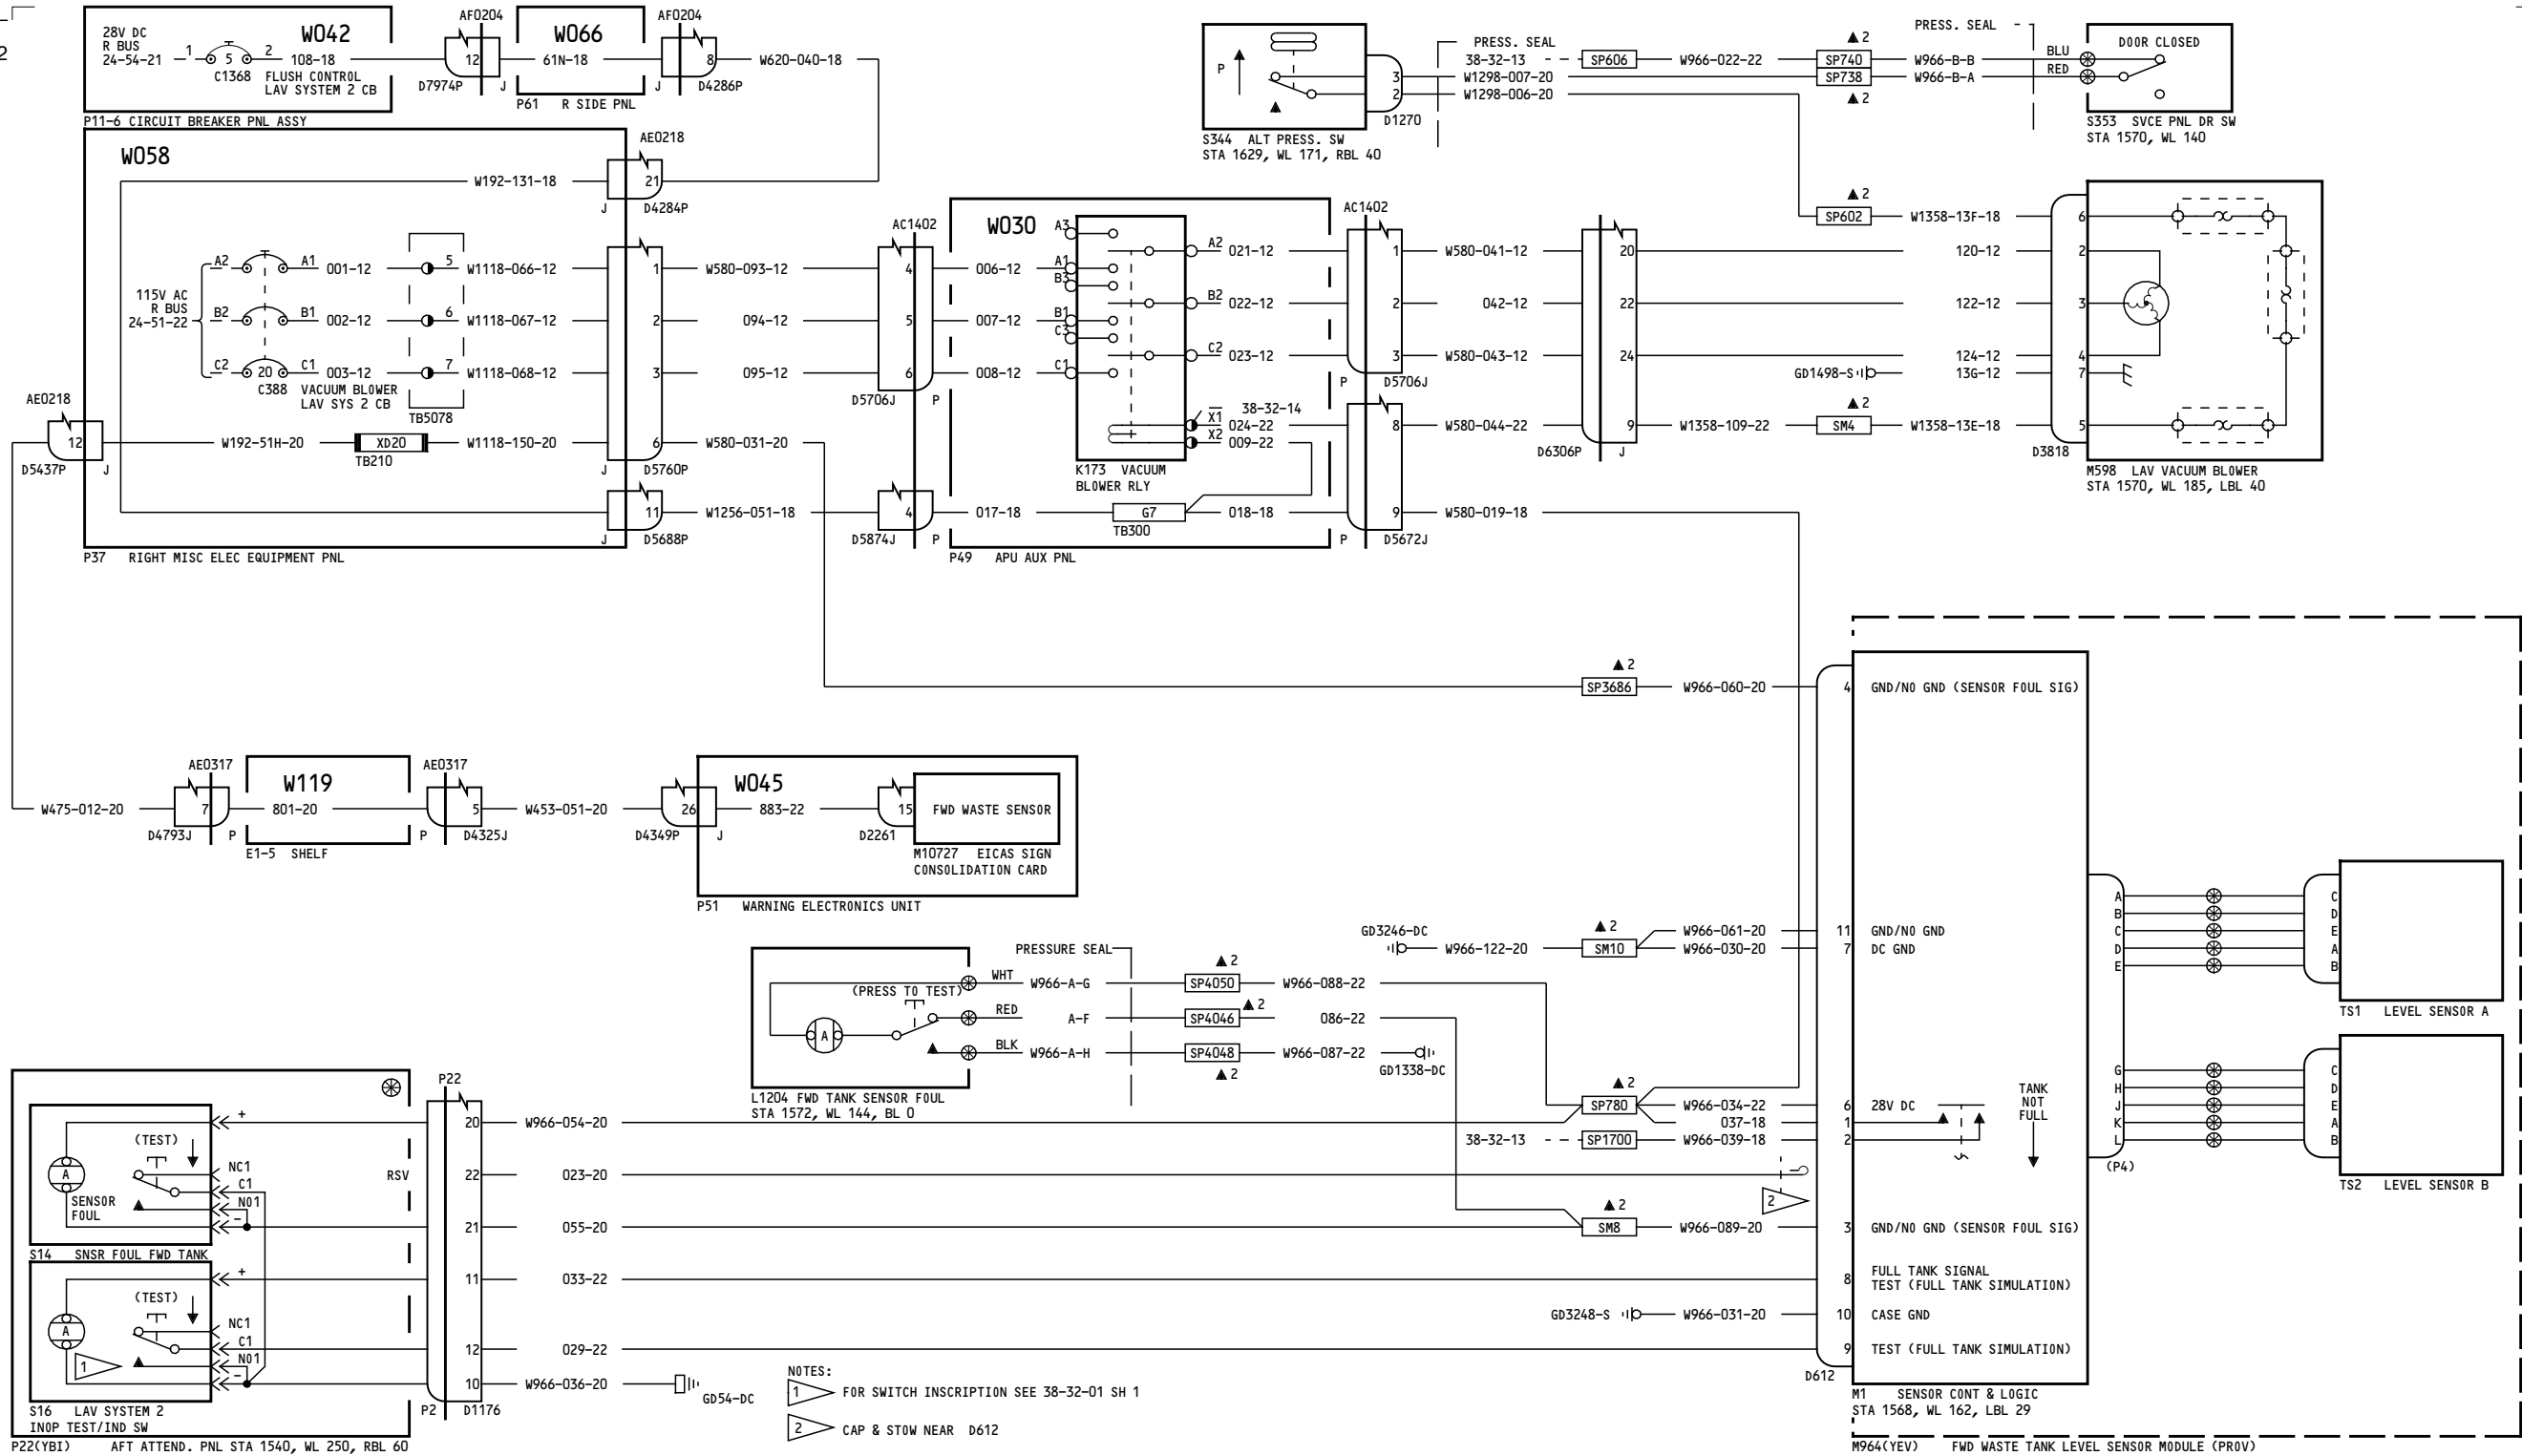 2
28V DC
R BUS
24-54-21
1
5
2
W042
108-18
C1368
FLUSH CONTROL
LAV SYSTEM 2 CB
P11-6 CIRCUIT BREAKER PNL ASSY
AF0204
12
D7974P
J
W066
61N-18
P61 R SIDE PNL
AF0204
8
J
D4286P
W620-040-18
W058
AE0218
W192-131-18
21
J
D4284P
115V AC
R BUS
24-51-22
A2
A1
001-12
5
W1118-066-12
1
B2
B1
002-12
6
W1118-067-12
2
C2
20
C1
003-12
7
W1118-068-12
3
C388
VACUUM BLOWER
LAV SYS 2 CB
TB5078
AE0218
12
D5437P
J
W192-51H-20
XD20
TB210
W1118-150-20
6
J
D5760P
11
J
D5688P
P37 RIGHT MISC ELEC EQUIPMENT PNL
W580-093-12
094-12
095-12
W580-031-20
W1256-051-18
AC1402
4
5
6
D5706J
P
4
D5874J
P
W030
006-12
007-12
008-12
A3
A1
B3
B1
C3
C1
A2
021-12
B2
022-12
C2
023-12
38-32-14
X1
024-22
X2
009-22
K173 VACUUM
BLOWER RLY
017-18
G7
TB300
018-18
P49 APU AUX PNL
AC1402
1
2
3
P
D5706J
8
9
P
D5672J
W580-041-12
042-12
W580-043-12
W580-044-22
W580-019-18
20
22
24
9
D6306P
J
P
S344 ALT PRESS. SW
STA 1629, WL 171, RBL 40
3
2
D1270
PRESS. SEAL
38-32-13
W1298-007-20
W1298-006-20
SP606
W966-022-22
2
SP740
SP738
2
W966-B-B
W966-B-A
PRESS. SEAL
BLU
RED
DOOR CLOSED
S353 SVCE PNL DR SW
STA 1570, WL 140
2
SP602
W1358-13F-18
6
120-12
2
122-12
3
124-12
4
GD1498-S
13G-12
7
2
W1358-109-22
SM4
W1358-13E-18
5
D3818
M598 LAV VACUUM BLOWER
STA 1570, WL 185, LBL 40
2
SP3686
W966-060-20
4
GND/NO GND (SENSOR FOUL SIG)
W475-012-20
AE0317
7
D4793J
P
W119
801-20
E1-5 SHELF
AE0317
5
P
D4325J
W453-051-20
26
D4349P
J
W045
883-22
15
D2261
FWD WASTE SENSOR
M10727 EICAS SIGN
CONSOLIDATION CARD
P51 WARNING ELECTRONICS UNIT
GD3246-DC
W966-122-20
2
SM10
W966-061-20
W966-030-20
11
7
GND/NO GND
DC GND
(PRESS TO TEST)
A
WHT
RED
BLK
PRESSURE SEAL
W966-A-G
A-F
W966-A-H
2
SP4050
SP4046
2
SP4048
2
W966-088-22
086-22
W966-087-22
GD1338-DC
L1204 FWD TANK SENSOR FOUL
STA 1572, WL 144, BL 0
2
SP780
W966-034-22
037-18
38-32-13
SP1700
W966-039-18
6
1
2
28V DC
TANK
NOT
FULL
2
2
SM8
W966-089-20
3
GND/NO GND (SENSOR FOUL SIG)
8
FULL TANK SIGNAL
TEST (FULL TANK SIMULATION)
GD3248-S
W966-031-20
10
CASE GND
9
TEST (FULL TANK SIMULATION)
D612
M1 SENSOR CONT & LOGIC
STA 1568, WL 162, LBL 29
M964(YEV) FWD WASTE TANK LEVEL SENSOR MODULE (PROV)
A
B
C
D
E
C
D
E
A
B
TS1 LEVEL SENSOR A
G
H
J
K
L
(P4)
C
D
E
A
B
TS2 LEVEL SENSOR B
A
SENSOR
FOUL
(TEST)
+
NC1
C1
NO1
-
S14 SNSR FOUL FWD TANK
RSV
A
(TEST)
1
+
NC1
C1
NO1
-
S16 LAV SYSTEM 2
INOP TEST/IND SW
P22(YBI) AFT ATTEND. PNL STA 1540, WL 250, RBL 60
P22
20
22
21
11
12
10
P2
D1176
W966-054-20
023-20
055-20
033-22
029-22
W966-036-20
GD54-DC
NOTES:
1 FOR SWITCH INSCRIPTION SEE 38-32-01 SH 1
2 CAP & STOW NEAR D612